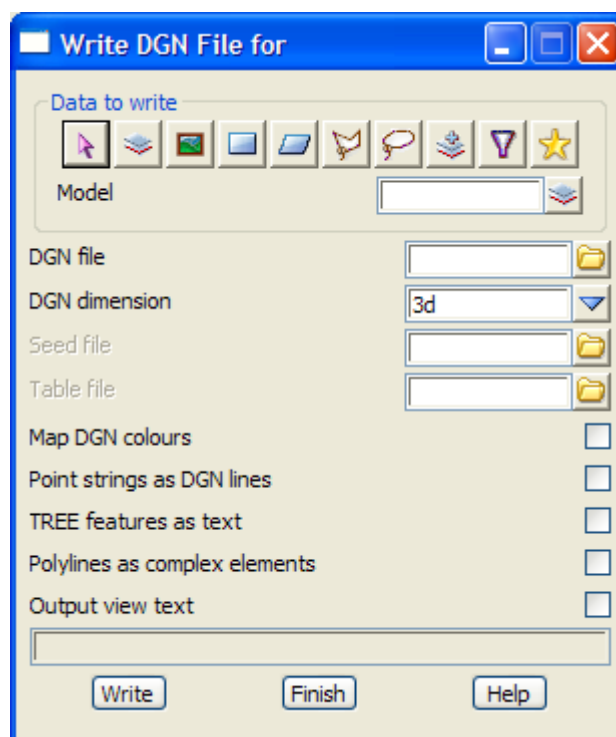 Write DGN File for
Data to write
Model
DGN file
DGN dimension 3d
Seed file
Table file
Map DGN colours
Point strings as DGN lines
TREE features as text
Polylines as complex elements
Output view text
Write Finish Help